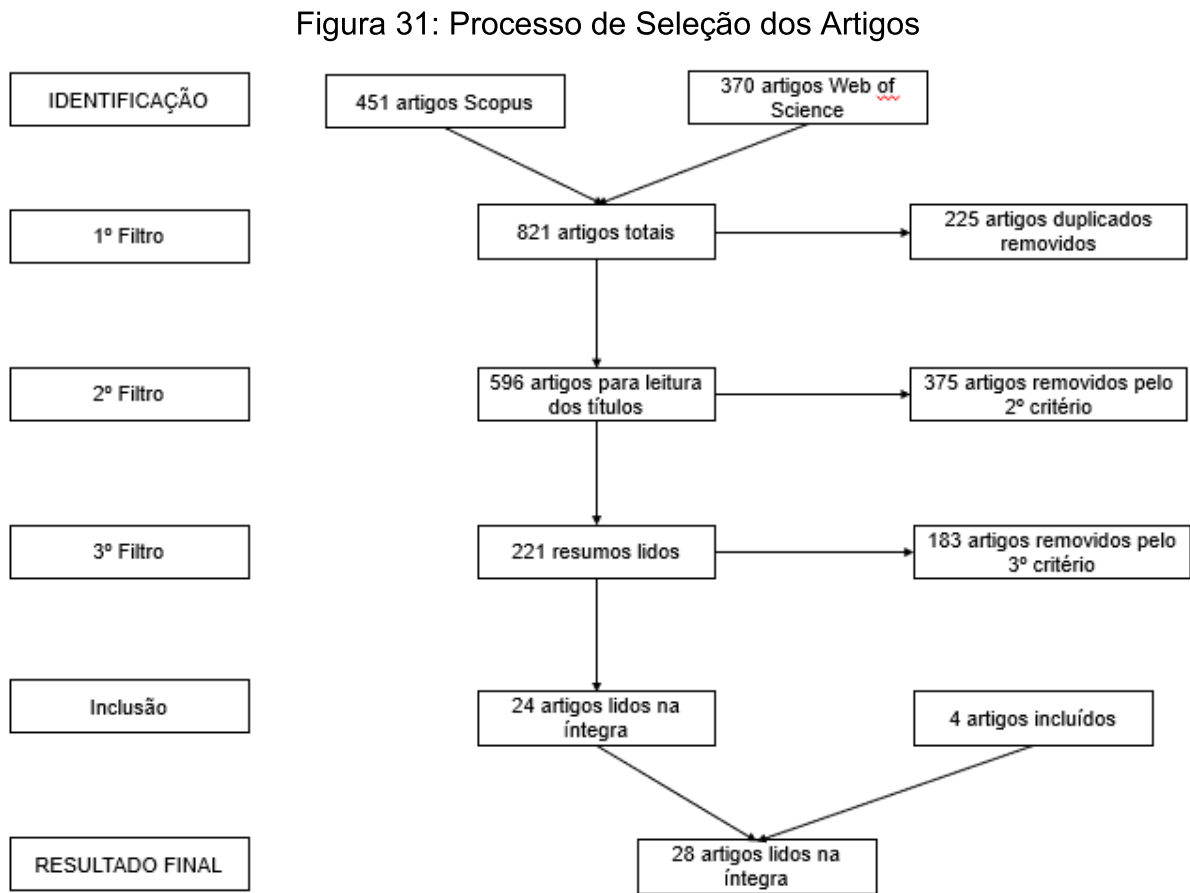 Figura 31: Processo de Seleção dos Artigos
IDENTIFICAÇÃO
451 artigos Scopus
370 artigos Web of
Science
1º Filtro
821 artigos totais
225 artigos duplicados
removidos
2º Filtro
596 artigos para leitura
dos títulos
375 artigos removidos pelo
2º critério
3º Filtro
221 resumos lidos
183 artigos removidos pelo
3º critério
Inclusão
24 artigos lidos na
íntegra
4 artigos incluídos
RESULTADO FINAL
28 artigos lidos na
íntegra